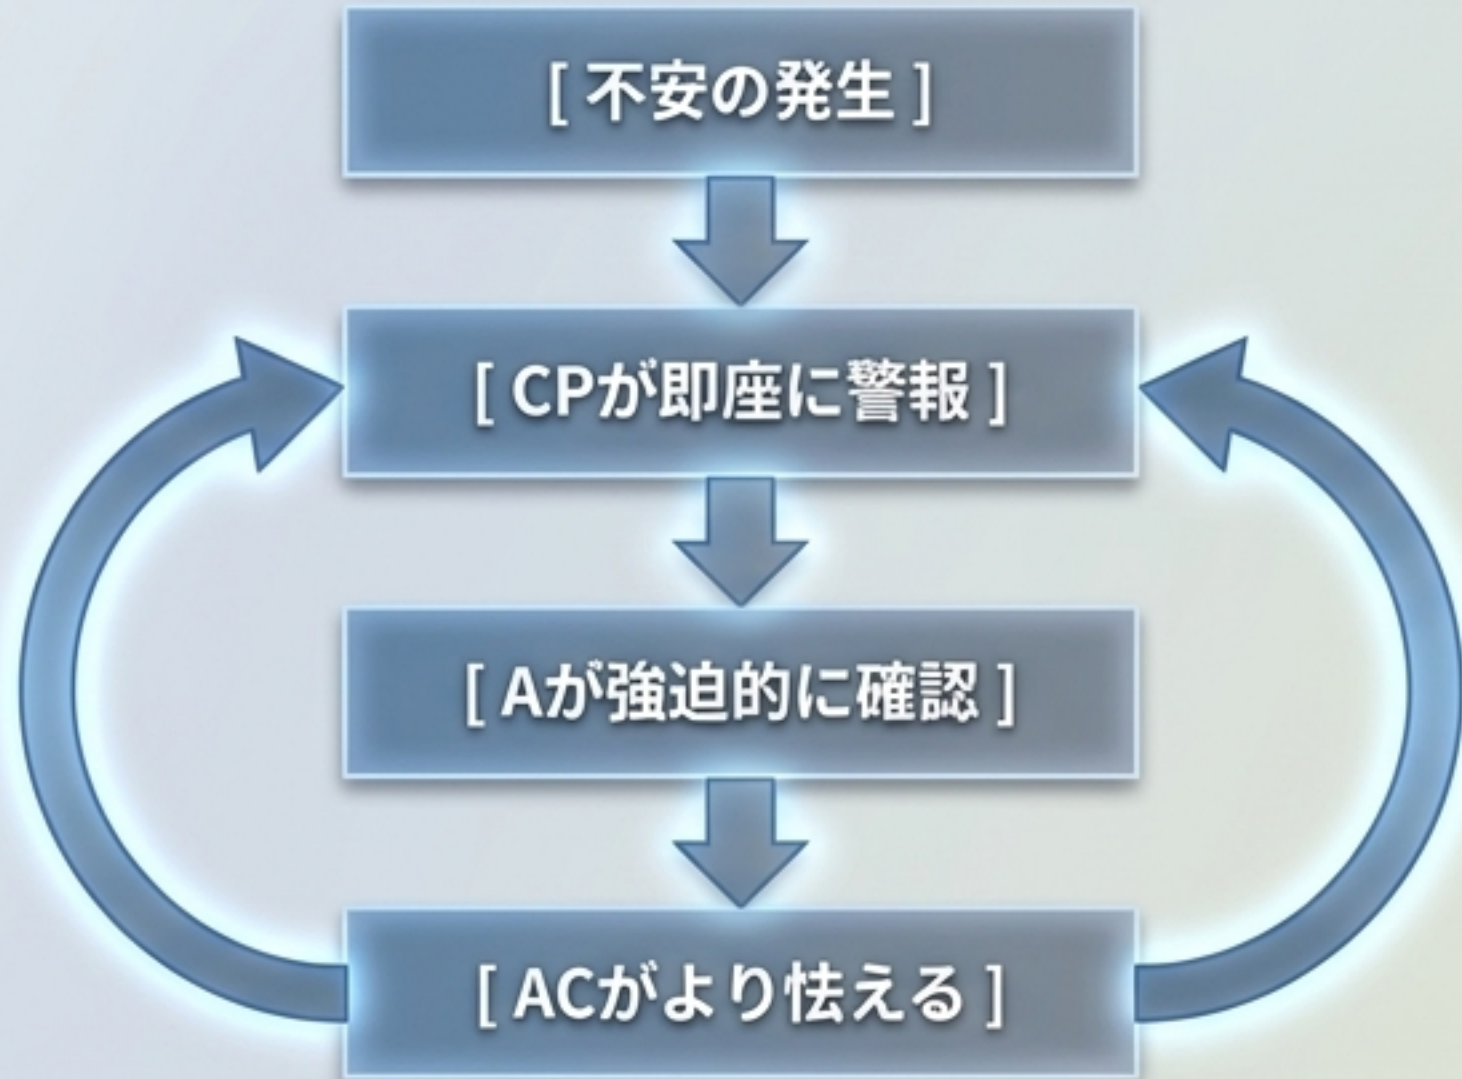 [ 不安の発生 ]
[ CPが即座に警報 ]
[ Aが強迫的に確認 ]
[ ACがより怯える ]